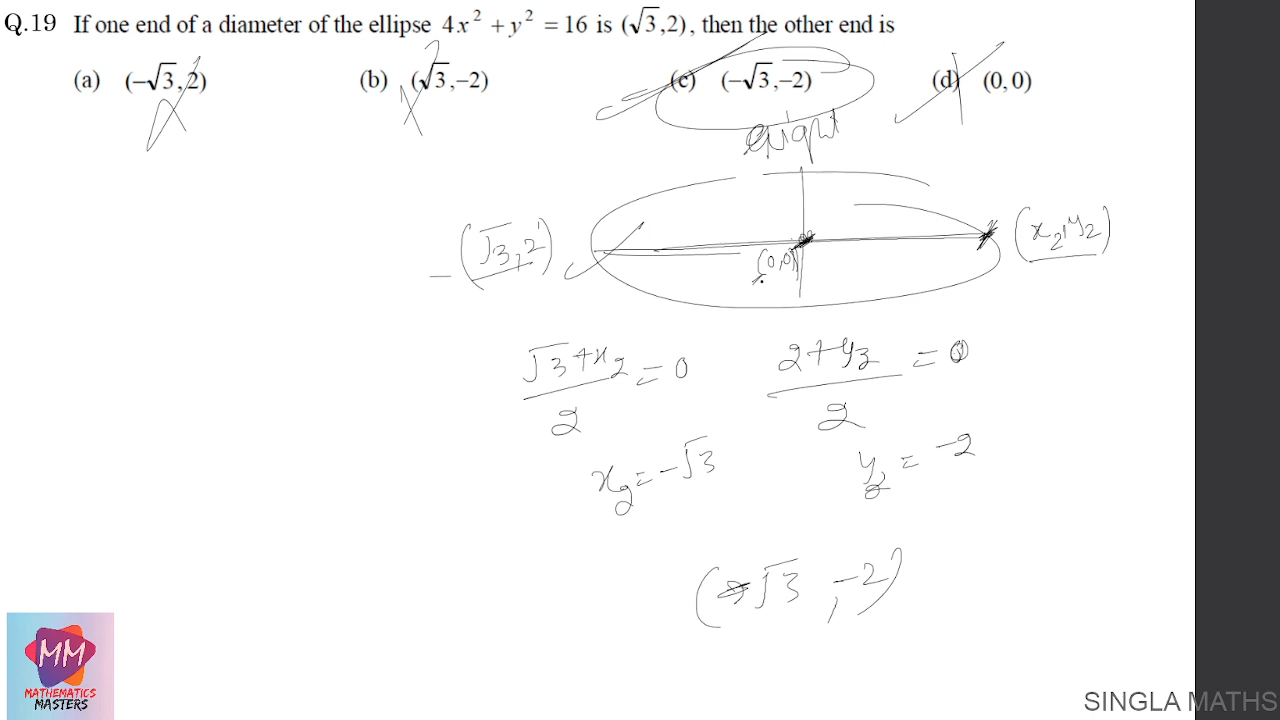 Q.19 If one end of a diameter of the ellipse 4x² + y² = 16 is (√3,2), then the other end is
(a) (−√3,2) (b) (√3,−2) (c) (−√3,−2) (d) (0,0)
(√3,2) (x₂,y₂)
(0,0)
(√3+x₂)/2 = 0 (2+y₂)/2 = 0
x₂ = −√3 y₂ = −2
(−√3, −2)
MM
MATHEMATICS
MASTERS
SINGLA MATHS